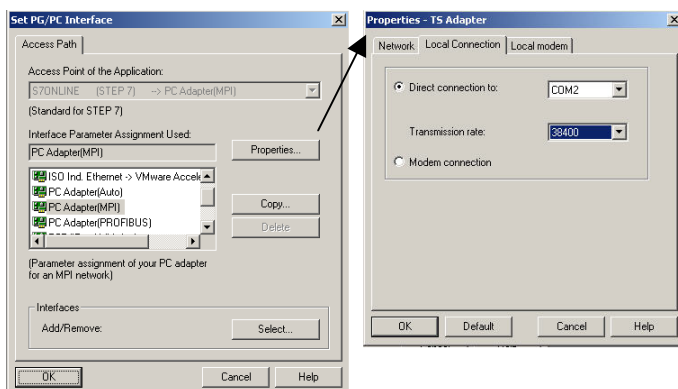 Set PG/PC Interface
Access Path
Access Point of the Application:
S7ONLINE (STEP 7) --> PC Adapter(MPI)
(Standard for STEP 7)
Interface Parameter Assignment Used:
PC Adapter(MPI)
Properties...
ISO Ind. Ethernet -> VMware Accele
PC Adapter(Auto)
PC Adapter(MPI)
PC Adapter(PROFIBUS)
Copy...
Delete
(Parameter assignment of your PC adapter
for an MPI network)
Interfaces
Add/Remove:
Select...
OK
Cancel
Help
Properties - TS Adapter
Network
Local Connection
Local modem
Direct connection to:
COM2
Transmission rate:
38400
Modem connection
OK
Default
Cancel
Help